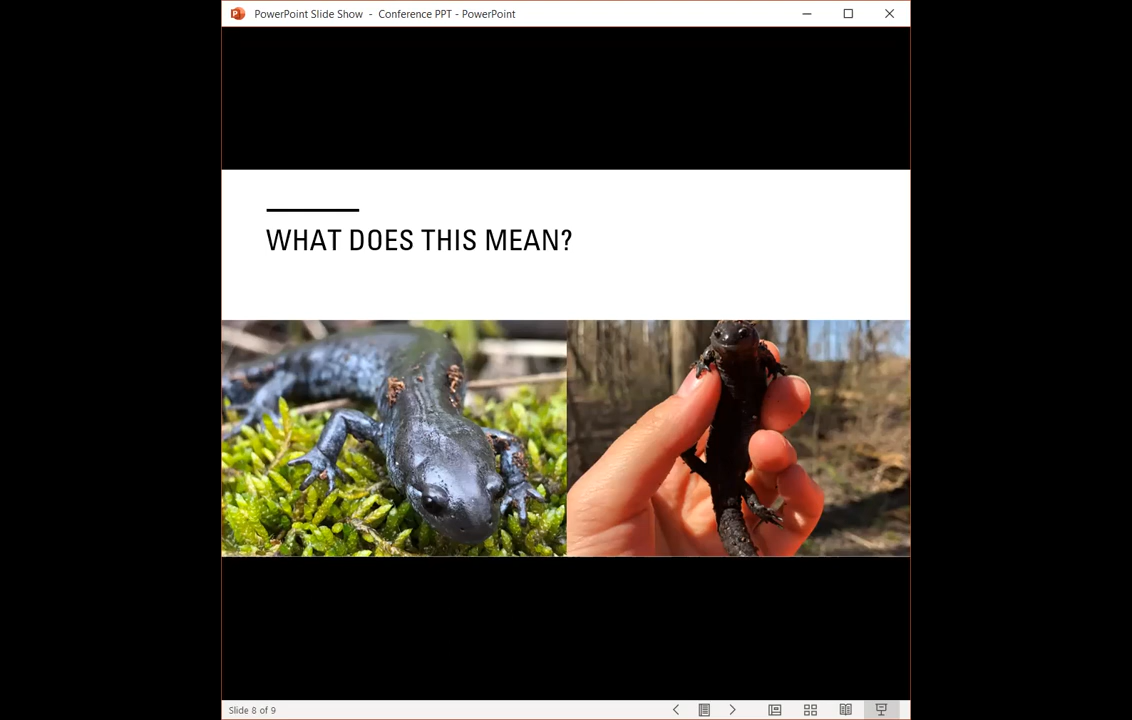 PowerPoint Slide Show - Conference PPT - PowerPoint
WHAT DOES THIS MEAN?
Slide 8 of 9